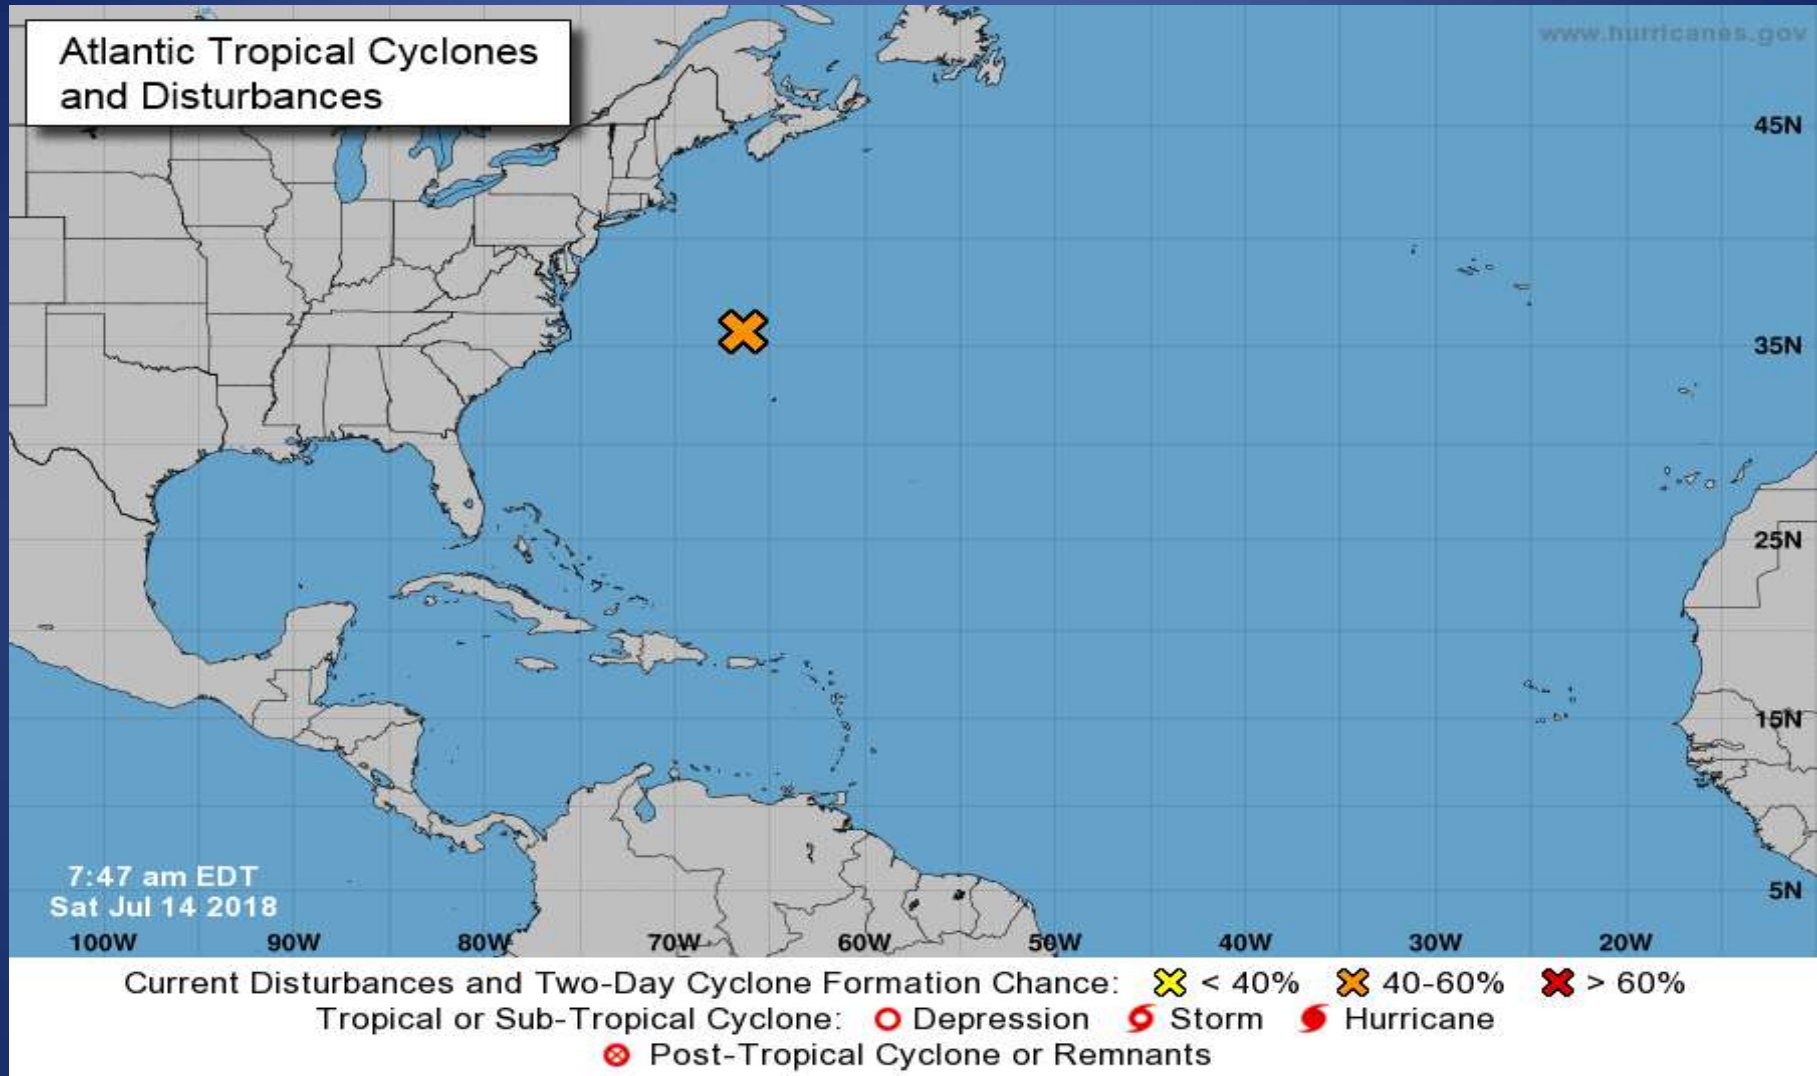 Atlantic Tropical Cyclones
and Disturbances
www.hurricanes.gov
45N
35N
25N
15N
5N
7:47 am EDT
Sat Jul 14 2018
100W 90W 80W 70W 60W 50W 40W 30W 20W
Current Disturbances and Two-Day Cyclone Formation Chance: < 40% 40-60% > 60%
Tropical or Sub-Tropical Cyclone: Depression Storm Hurricane
Post-Tropical Cyclone or Remnants